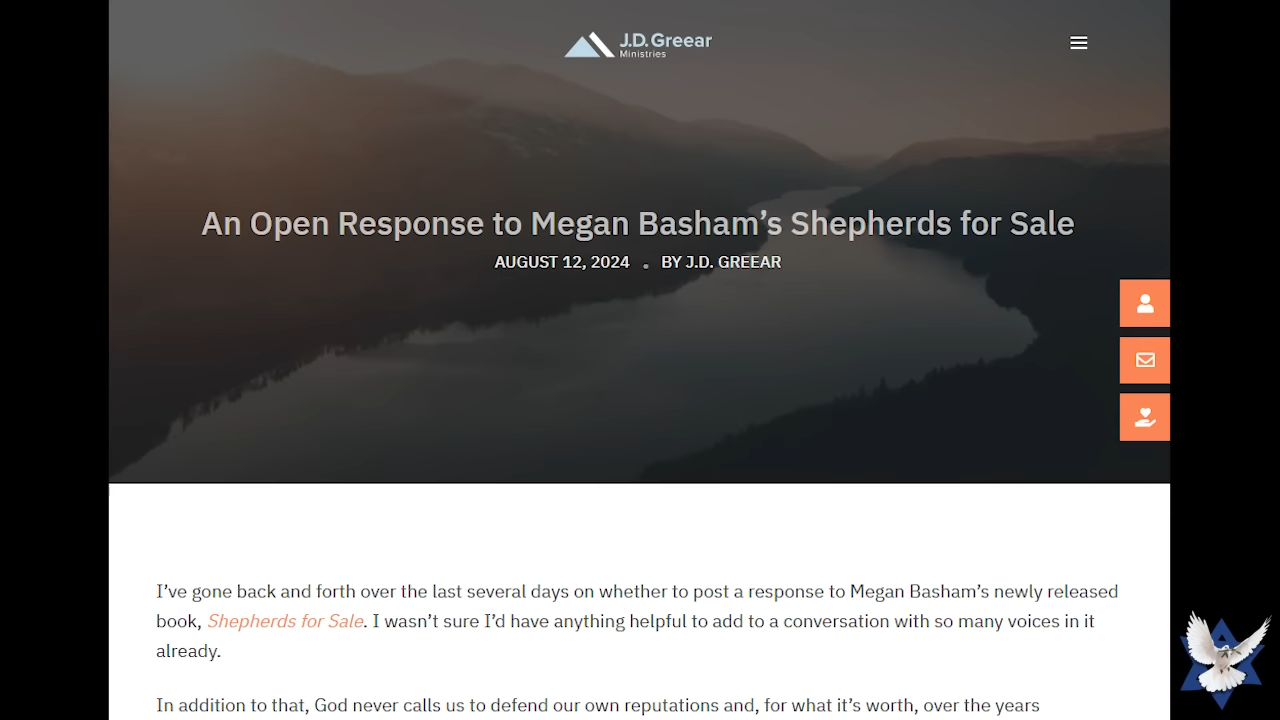 J.D. Greear
Ministries
An Open Response to Megan Basham’s Shepherds for Sale
AUGUST 12, 2024 • BY J.D. GREEAR
I’ve gone back and forth over the last several days on whether to post a response to Megan Basham’s newly released
book, Shepherds for Sale. I wasn’t sure I’d have anything helpful to add to a conversation with so many voices in it
already.
In addition to that, God never calls us to defend our own reputations and, for what it’s worth, over the years